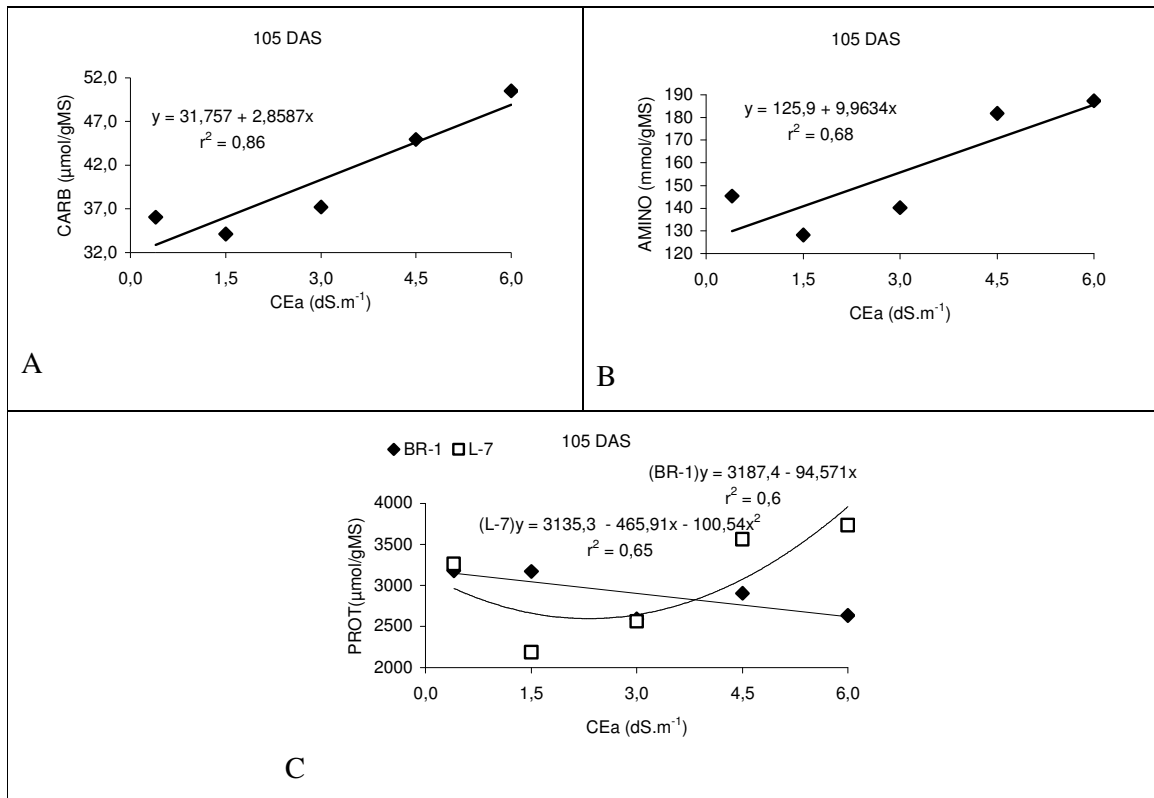 105 DAS
y = 31,757 + 2,8587x
r² = 0,86
CARB (µmol/gMS)
52,0
47,0
42,0
37,0
32,0
0,0 1,5 3,0 4,5 6,0
CEa (dS.m⁻¹)
A
105 DAS
y = 125,9 + 9,9634x
r² = 0,68
AMINO (mmol/gMS)
190
180
170
160
150
140
130
120
0,0 1,5 3,0 4,5 6,0
CEa (dS.m⁻¹)
B
BR-1 L-7 105 DAS
(BR-1)y = 3187,4 - 94,571x
r² = 0,6
(L-7)y = 3135,3 - 465,91x - 100,54x²
r² = 0,65
PROT(µmol/gMS)
4000
3500
3000
2500
2000
0,0 1,5 3,0 4,5 6,0
CEa (dS.m⁻¹)
C